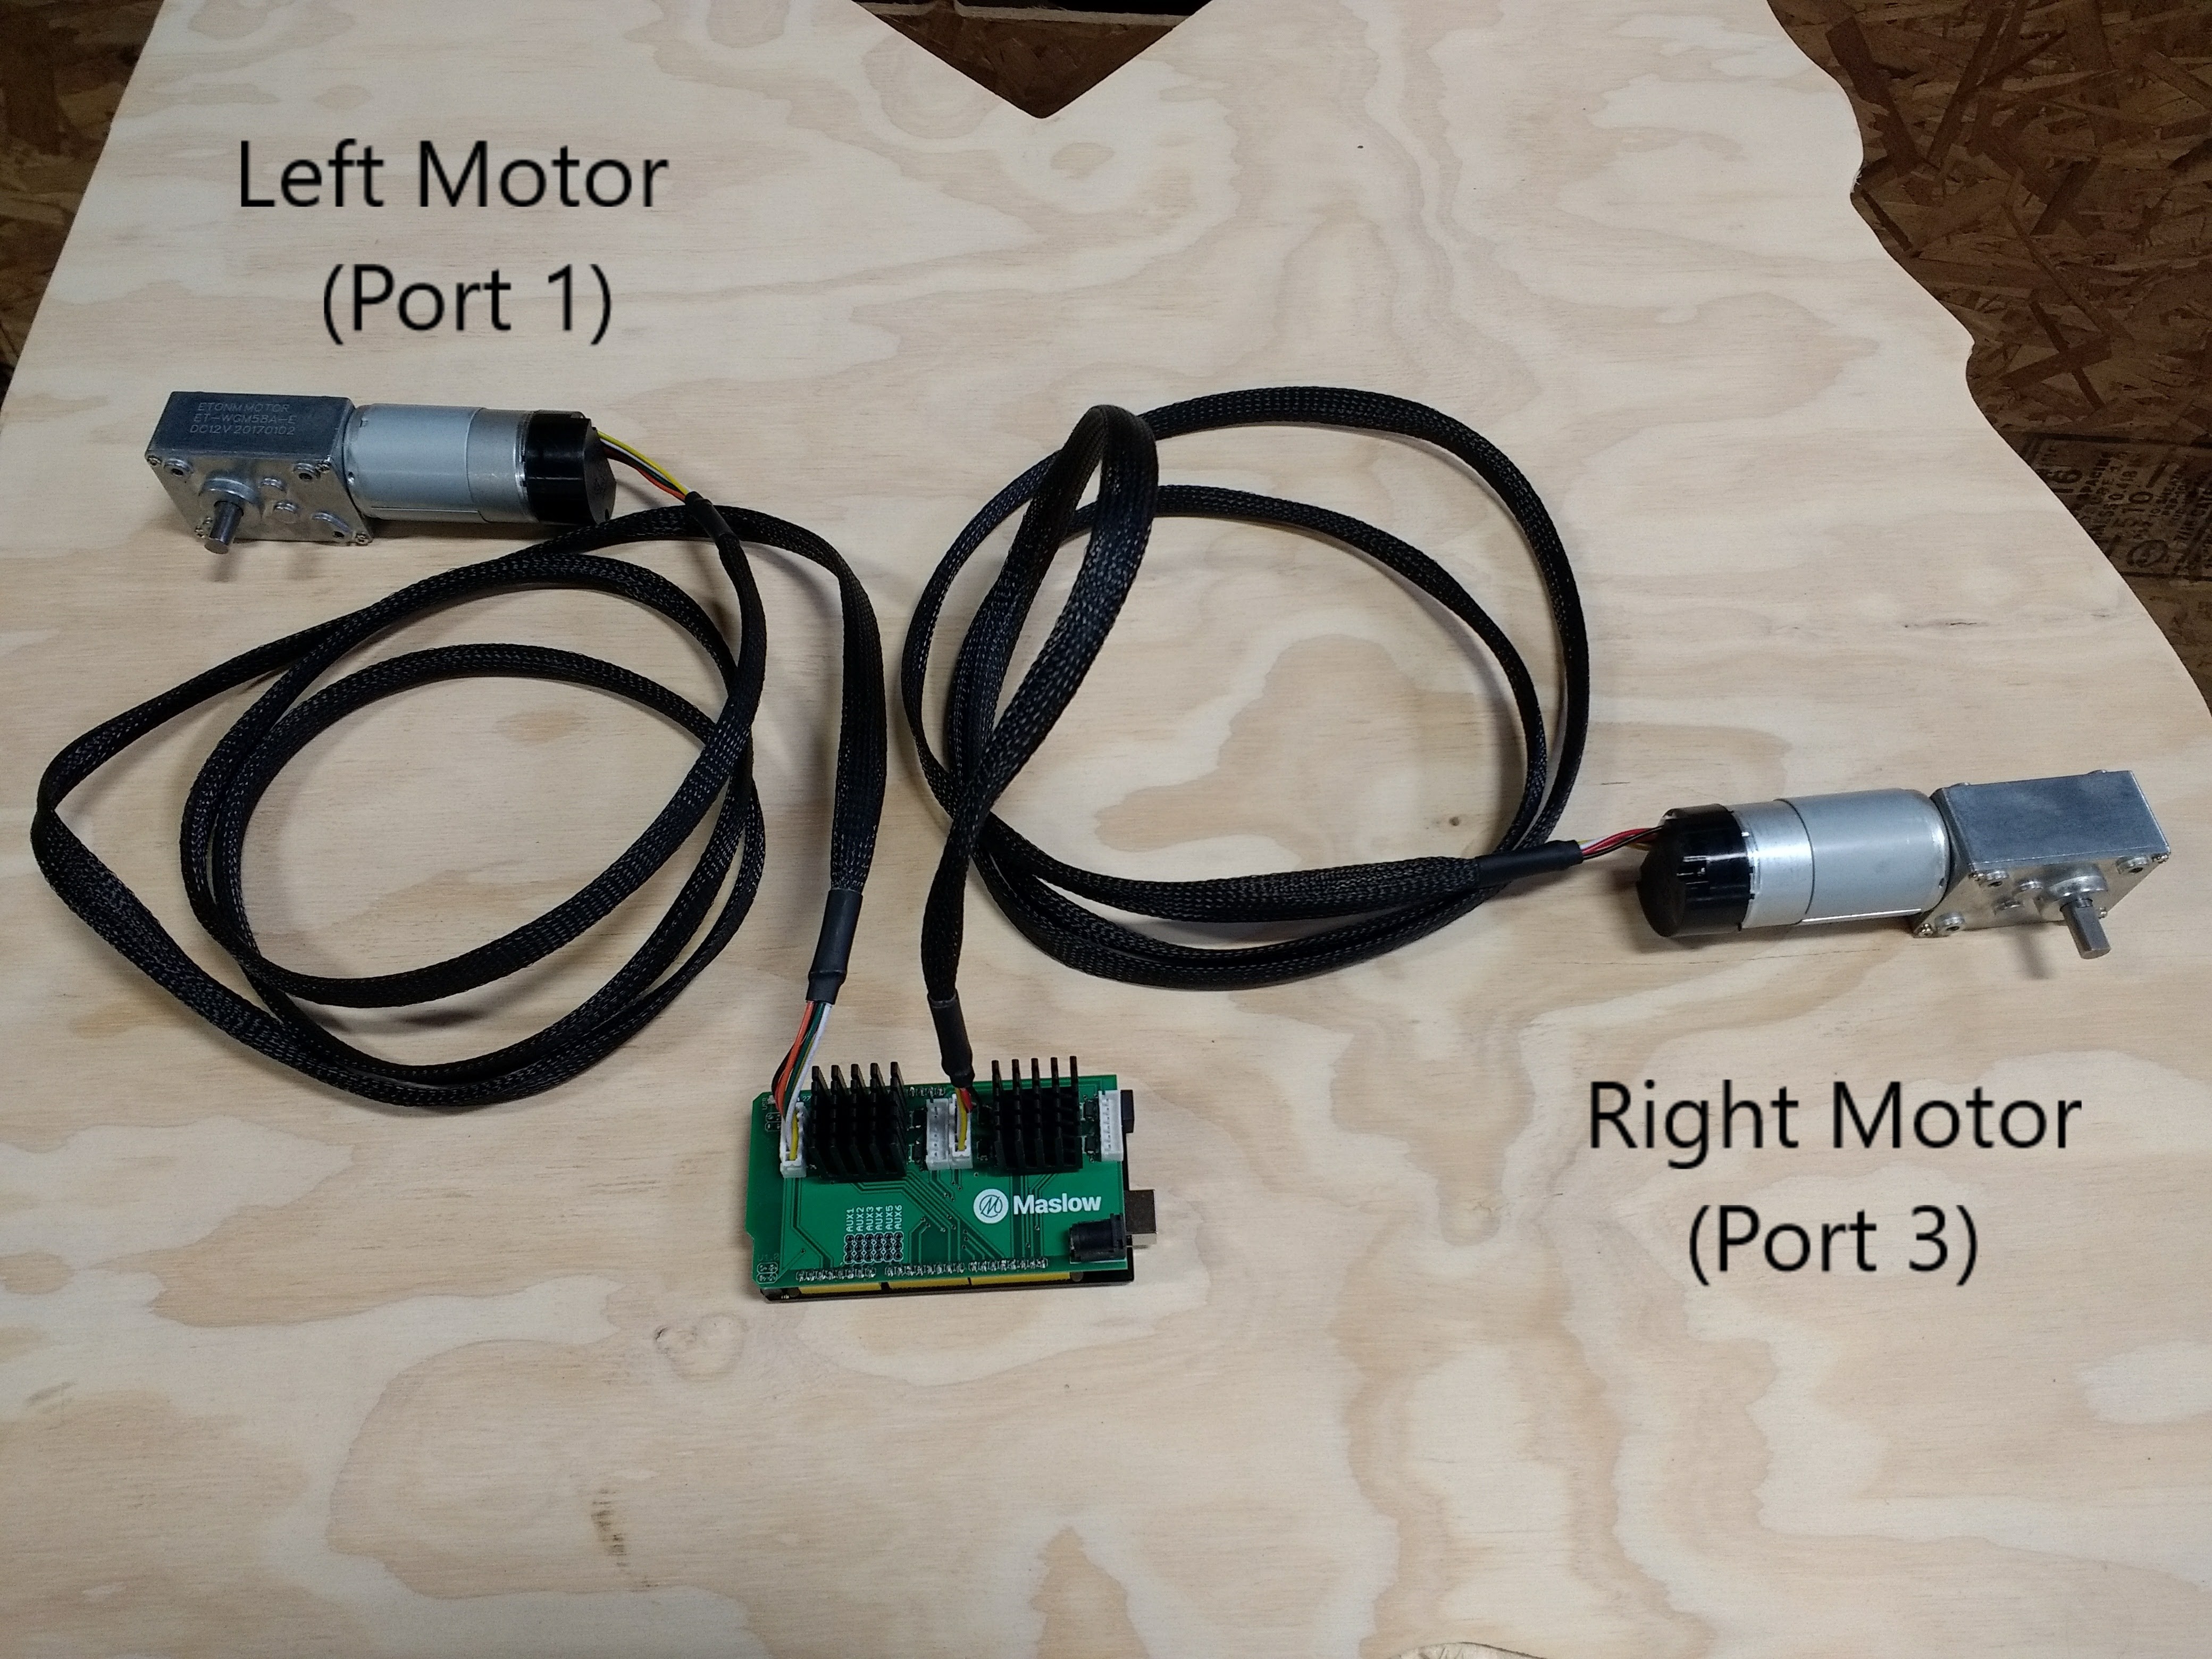 Left Motor
(Port 1)
ETONM MOTOR
ET-WGM58A-E
DC12V 20170102
Right Motor
(Port 3)
Maslow
AUX1
AUX2
AUX3
AUX4
AUX5
AUX6